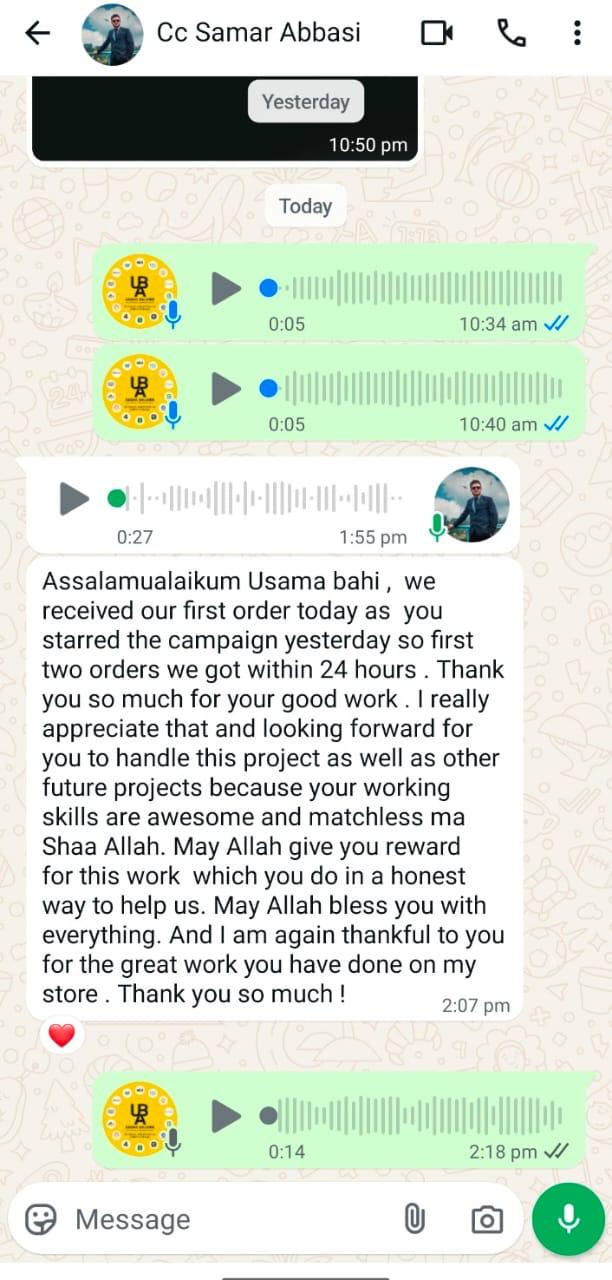 Cc Samar Abbasi
Yesterday
10:50 pm
Today
UBA
0:05
10:34 am
UBA
0:05
10:40 am
0:27
1:55 pm
Assalamualaikum Usama bahi , we
received our first order today as you
starred the campaign yesterday so first
two orders we got within 24 hours . Thank
you so much for your good work . I really
appreciate that and looking forward for
you to handle this project as well as other
future projects because your working
skills are awesome and matchless ma
Shaa Allah. May Allah give you reward
for this work which you do in a honest
way to help us. May Allah bless you with
everything. And I am again thankful to you
for the great work you have done on my
store . Thank you so much !
2:07 pm
UBA
0:14
2:18 pm
Message